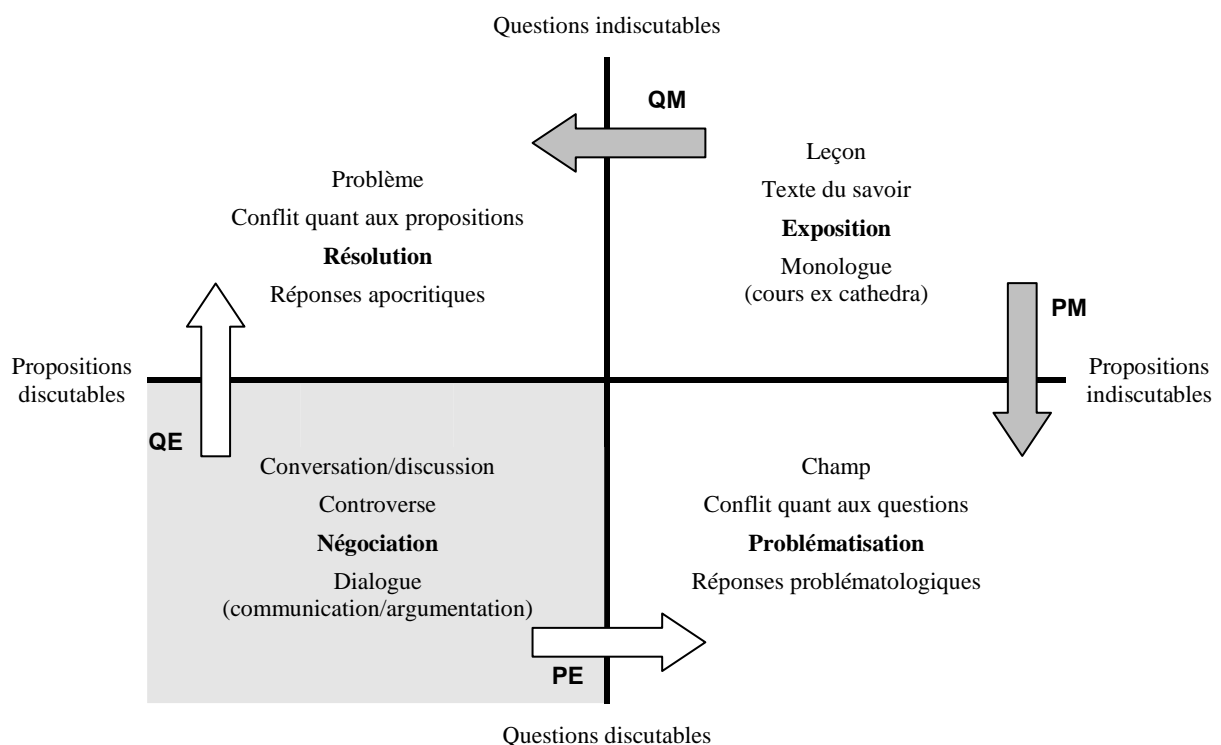 Questions indiscutables
QM
Problème
Conflit quant aux propositions
Résolution
Réponses apocritiques
Leçon
Texte du savoir
Exposition
Monologue
(cours ex cathedra)
PM
Propositions
discutables
Propositions
indiscutables
QE
Conversation/discussion
Controverse
Négociation
Dialogue
(communication/argumentation)
PE
Champ
Conflit quant aux questions
Problématisation
Réponses problématologiques
Questions discutables